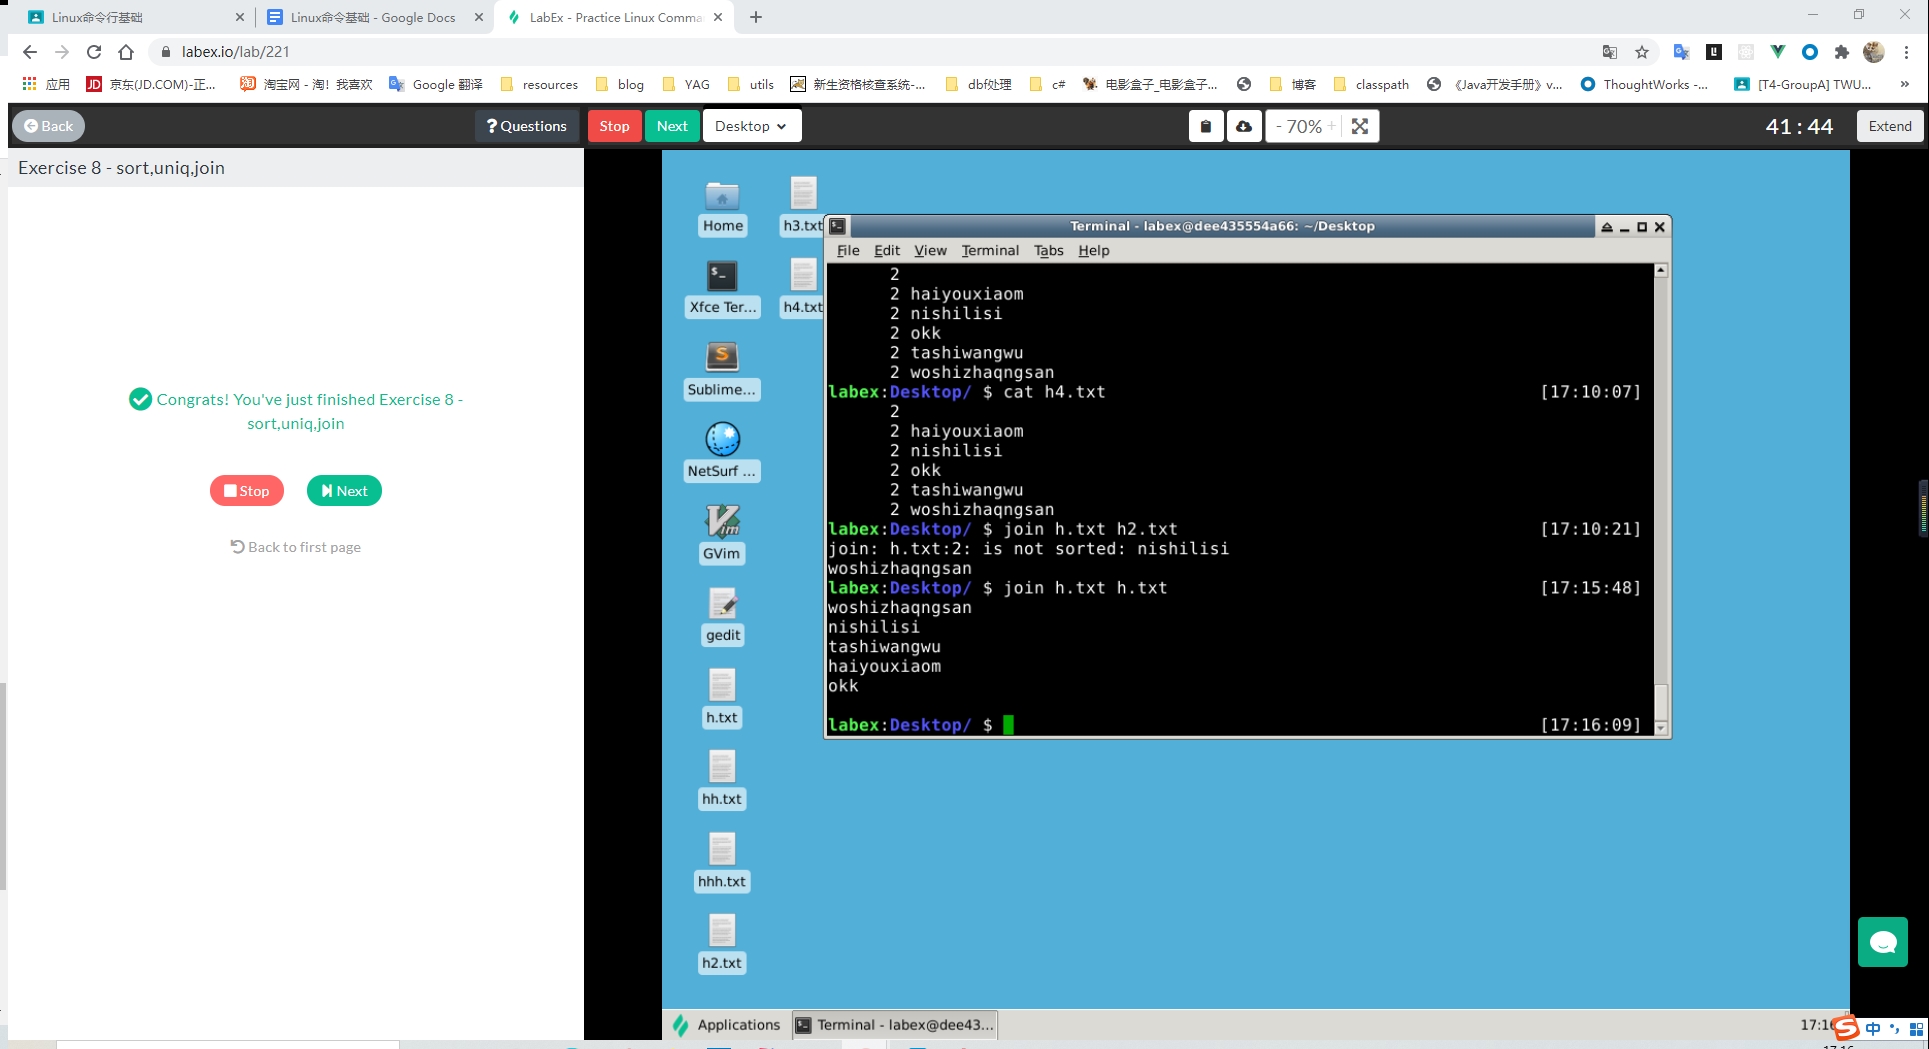 Linux命令行基础
Linux命令基础 - Google Docs
LabEx - Practice Linux Comma
labex.io/lab/221
应用
京东(JD.COM)-正...
淘宝网 - 淘！我喜欢
Google 翻译
resources
blog
YAG
utils
新生资格核查系统-...
dbf处理
c#
电影盒子_电影盒子...
博客
classpath
《Java开发手册》v...
ThoughtWorks -...
[T4-GroupA] TWU...
»
Back
? Questions
Stop
Next
Desktop
- 70% +
41 : 44
Extend
Exercise 8 - sort,uniq,join
Congrats! You've just finished Exercise 8 -
sort,uniq,join
Stop
Next
Back to first page
Home
h3.txt
Xfce Ter...
h4.txt
Sublime...
NetSurf ...
GVim
gedit
h.txt
hh.txt
hhh.txt
h2.txt
Terminal - labex@dee435554a66: ~/Desktop
File Edit View Terminal Tabs Help
2
2 haiyouxiaom
2 nishilisi
2 okk
2 tashiwangwu
2 woshizhaqngsan
labex:Desktop/ $ cat h4.txt [17:10:07]
2
2 haiyouxiaom
2 nishilisi
2 okk
2 tashiwangwu
2 woshizhaqngsan
labex:Desktop/ $ join h.txt h2.txt [17:10:21]
join: h.txt:2: is not sorted: nishilisi
woshizhaqngsan
labex:Desktop/ $ join h.txt h.txt [17:15:48]
woshizhaqngsan
nishilisi
tashiwangwu
haiyouxiaom
okk
labex:Desktop/ $ [17:16:09]
Applications
Terminal - labex@dee43...
17:16
中